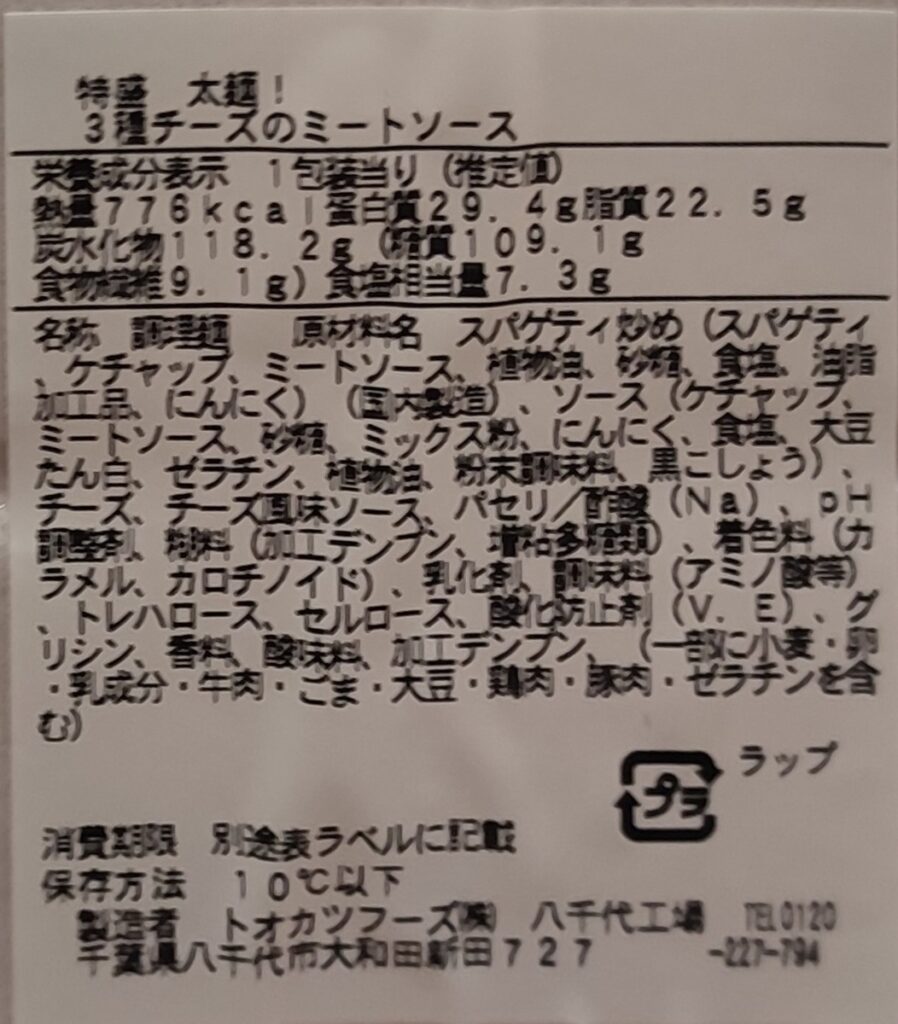 特盛 太麺!
3種チーズのミートソース
栄養成分表示 1包装当り(推定値)
熱量776kcal蛋白質29.4g脂質22.5g
炭水化物118.2g(糖質109.1g
食物繊維9.1g)食塩相当量7.3g
名称 調理麺 原材料名 スパゲティ炒め(スパゲティ
、ケチャップ、ミートソース、植物油、砂糖、食塩、油脂
加工品、にんにく)(国内製造)、ソース(ケチャップ、
ミートソース、砂糖、ミックス粉、にんにく、食塩、大豆
たん白、ゼラチン、植物油、粉末調味料、黒こしょう)、
チーズ、チーズ風味ソース、パセリ/酢酸(Na)、pH
調整剤、糊料(加工デンプン、増粘多糖類)、着色料(カ
ラメル、カロチノイド)、乳化剤、調味料(アミノ酸等)
、トレハロース、セルロース、酸化防止剤(V.E)、グ
リシン、香料、酸味料、加工デンプン、(一部に小麦・卵
・乳成分・牛肉・ごま・大豆・鶏肉・豚肉・ゼラチンを含
む)
プラ ラップ
消費期限 別途表ラベルに記載
保存方法 10℃以下
製造者 トオカツフーズ㈱ 八千代工場 TEL0120
千葉県八千代市大和田新田727 -227-794